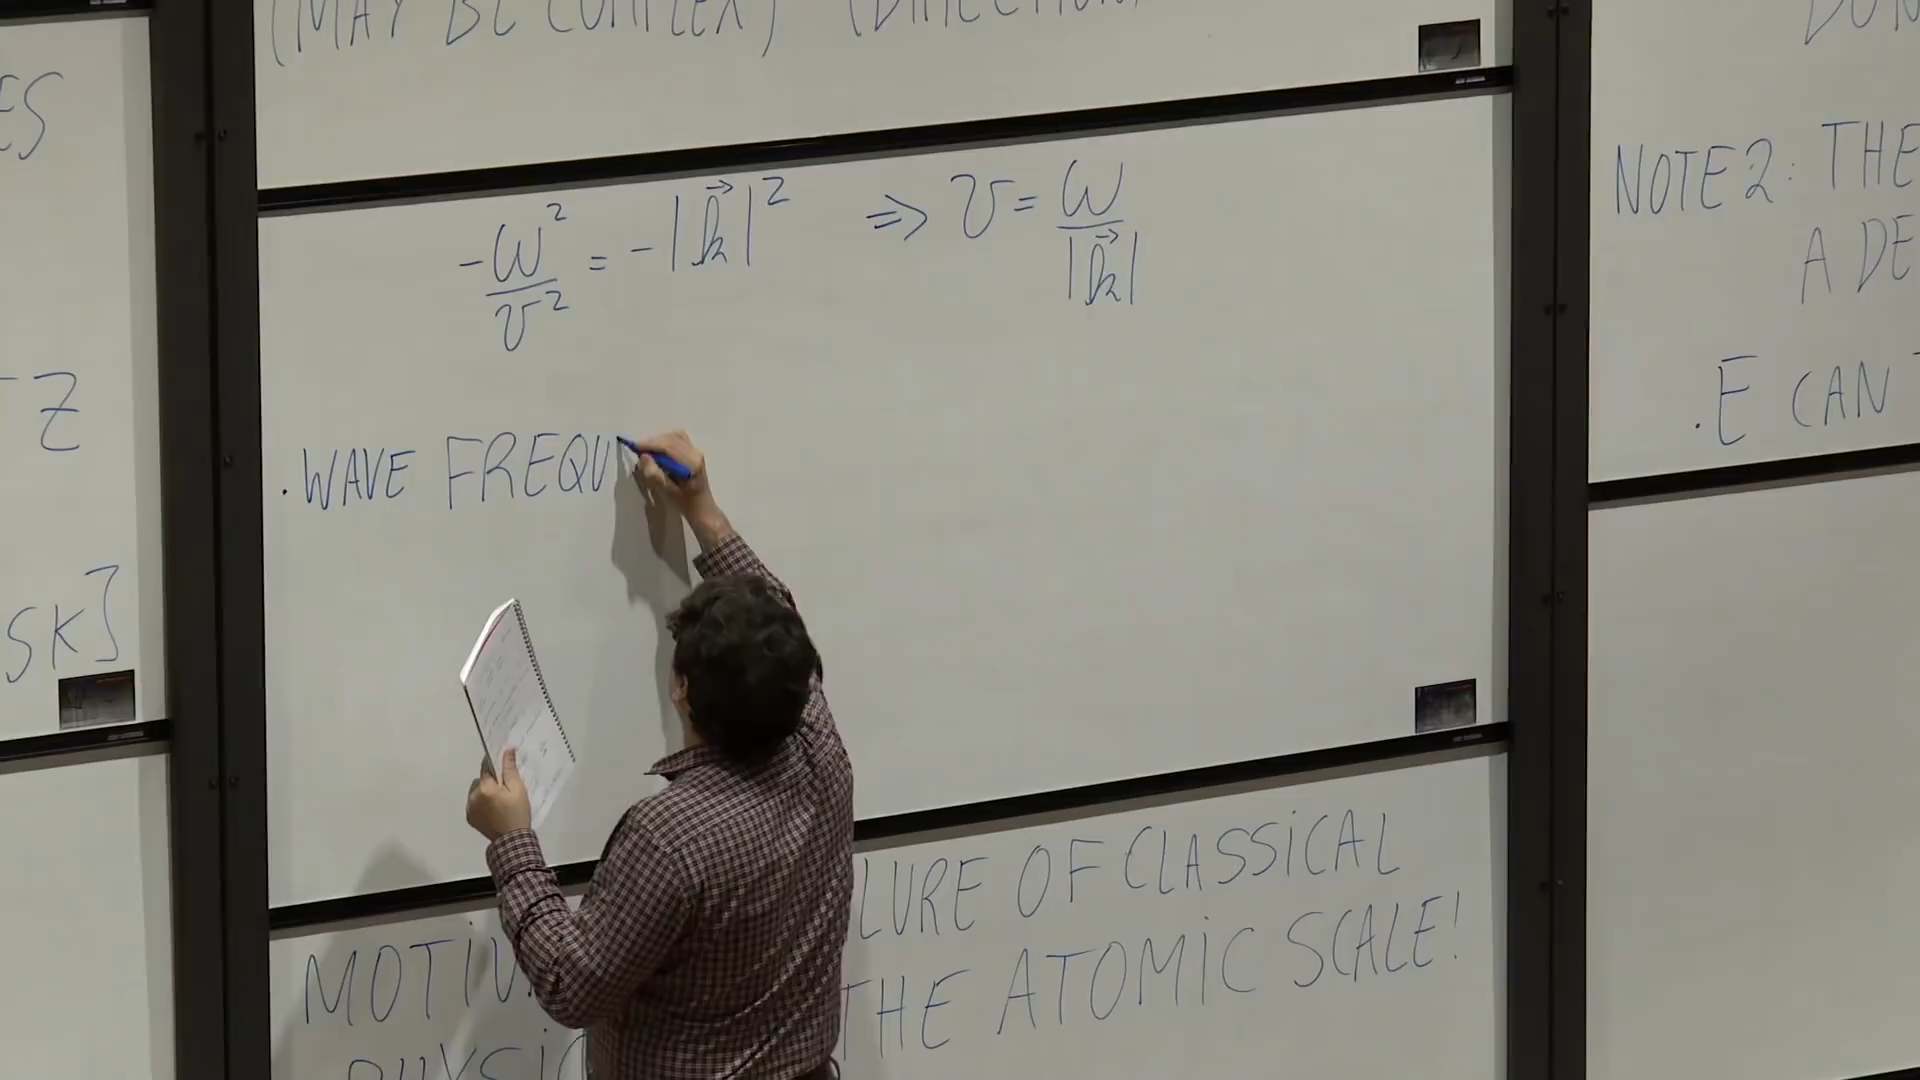 (MAY BE COMPLEX) (DIRECTION
-ω²/v² = -|k⃗|² ⇒ v = ω/|k⃗|
· WAVE FREQU
LURE OF CLASSICAL
THE ATOMIC SCALE!
ES
Z
SK]
NOTE 2: THE
A DE
· E CAN